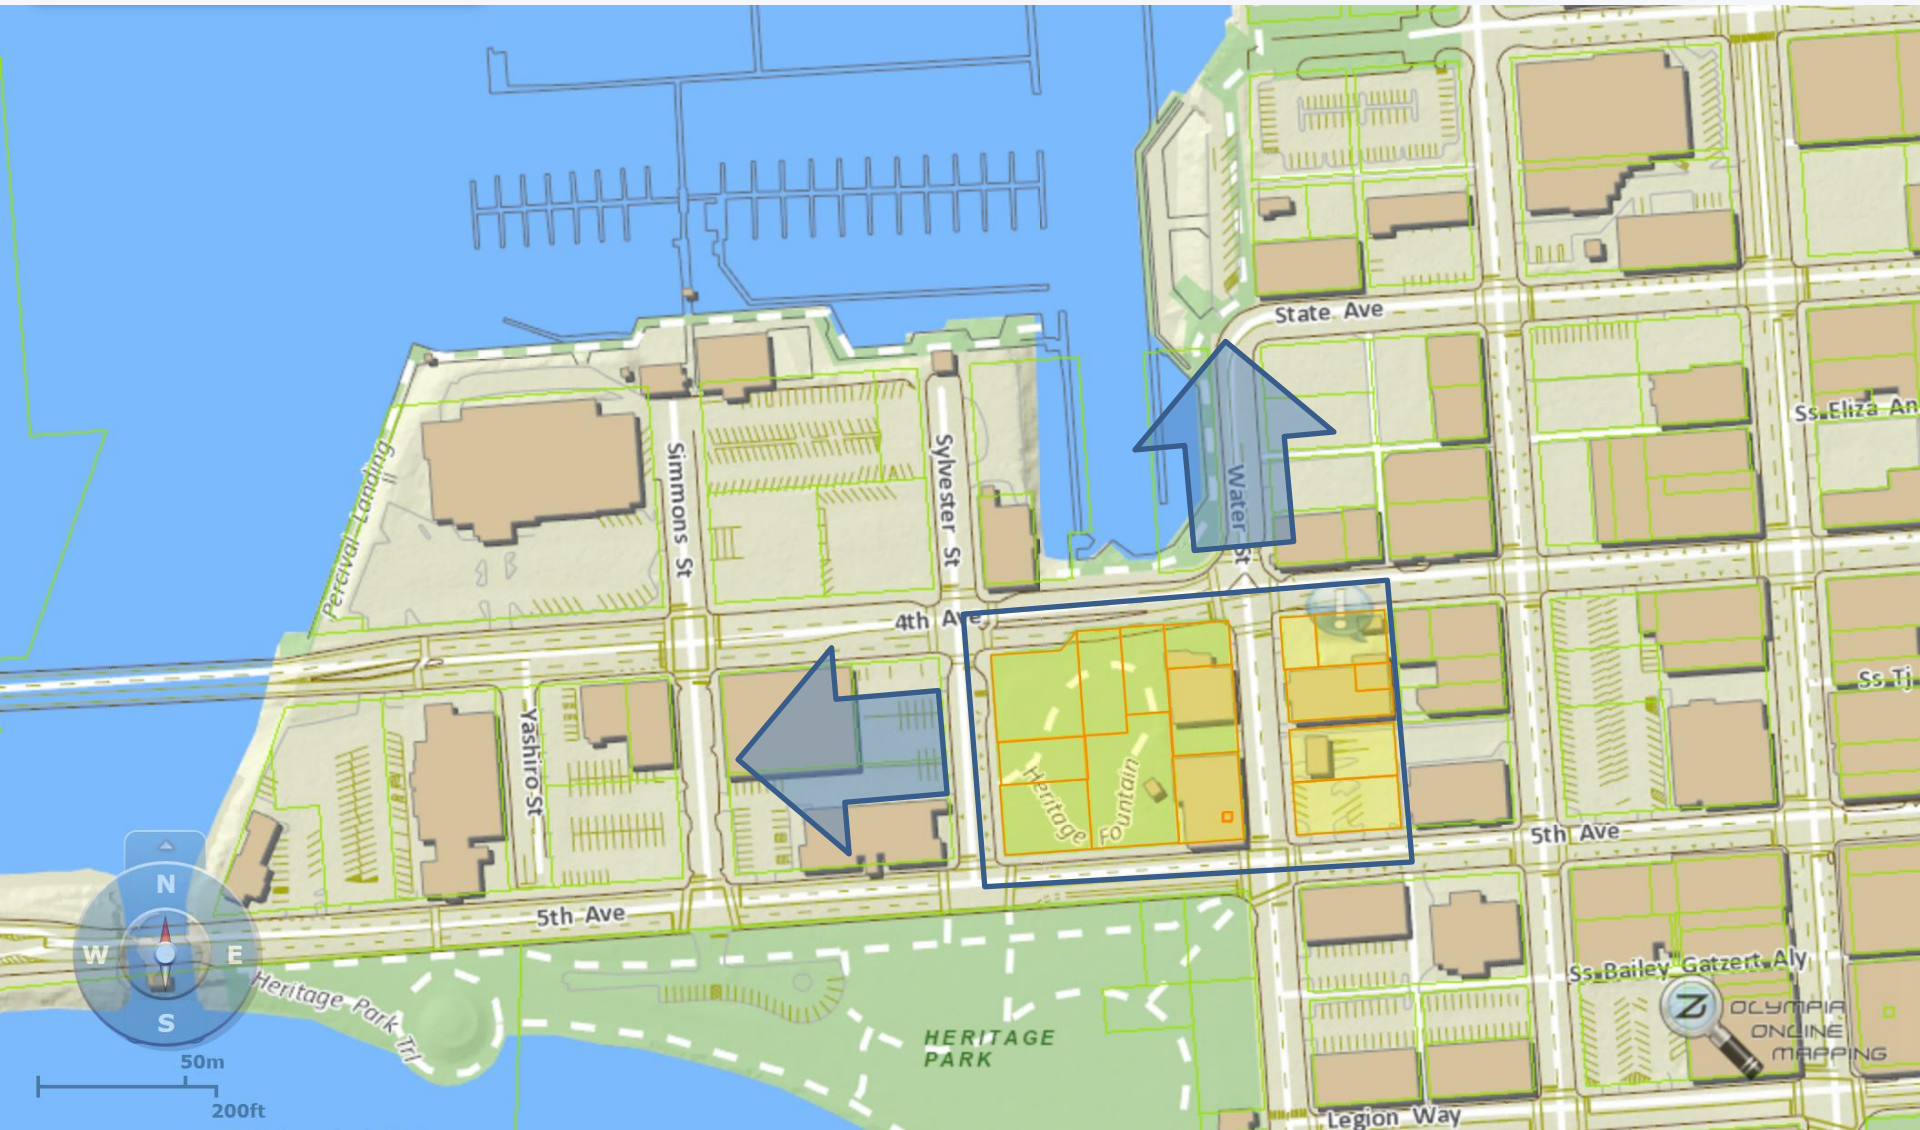 State Ave
Ss Eliza An
Percival Landing
Simmons St
Sylvester St
Water St
4th Ave
Ss Tj
Yashiro St
Heritage Fountain
5th Ave
5th Ave
Ss Bailey Gatzert Aly
Heritage Park Trl
HERITAGE
PARK
Legion Way
N
W
E
S
50m
200ft
Z
OLYMPIA
ONLINE
MAPPING